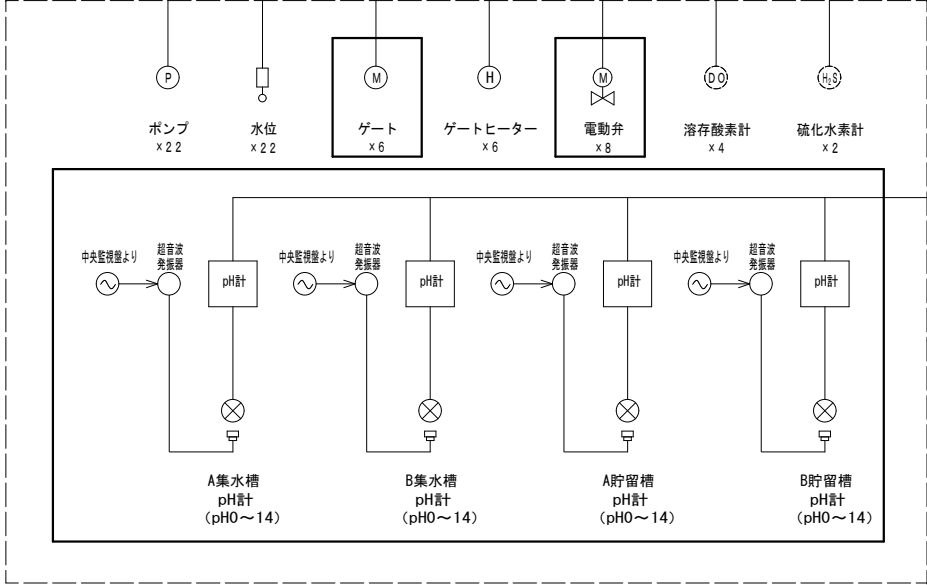 P
M
H
M
DO
H₂S
ポンプ
×22
水位
×22
ゲート
×6
ゲートヒーター
×6
電動弁
×8
溶存酸素計
×4
硫化水素計
×2
中央監視盤より
超音波
発振器
pH計
中央監視盤より
超音波
発振器
pH計
中央監視盤より
超音波
発振器
pH計
中央監視盤より
超音波
発振器
pH計
A集水槽
pH計
(pH0～14)
B集水槽
pH計
(pH0～14)
A貯留槽
pH計
(pH0～14)
B貯留槽
pH計
(pH0～14)